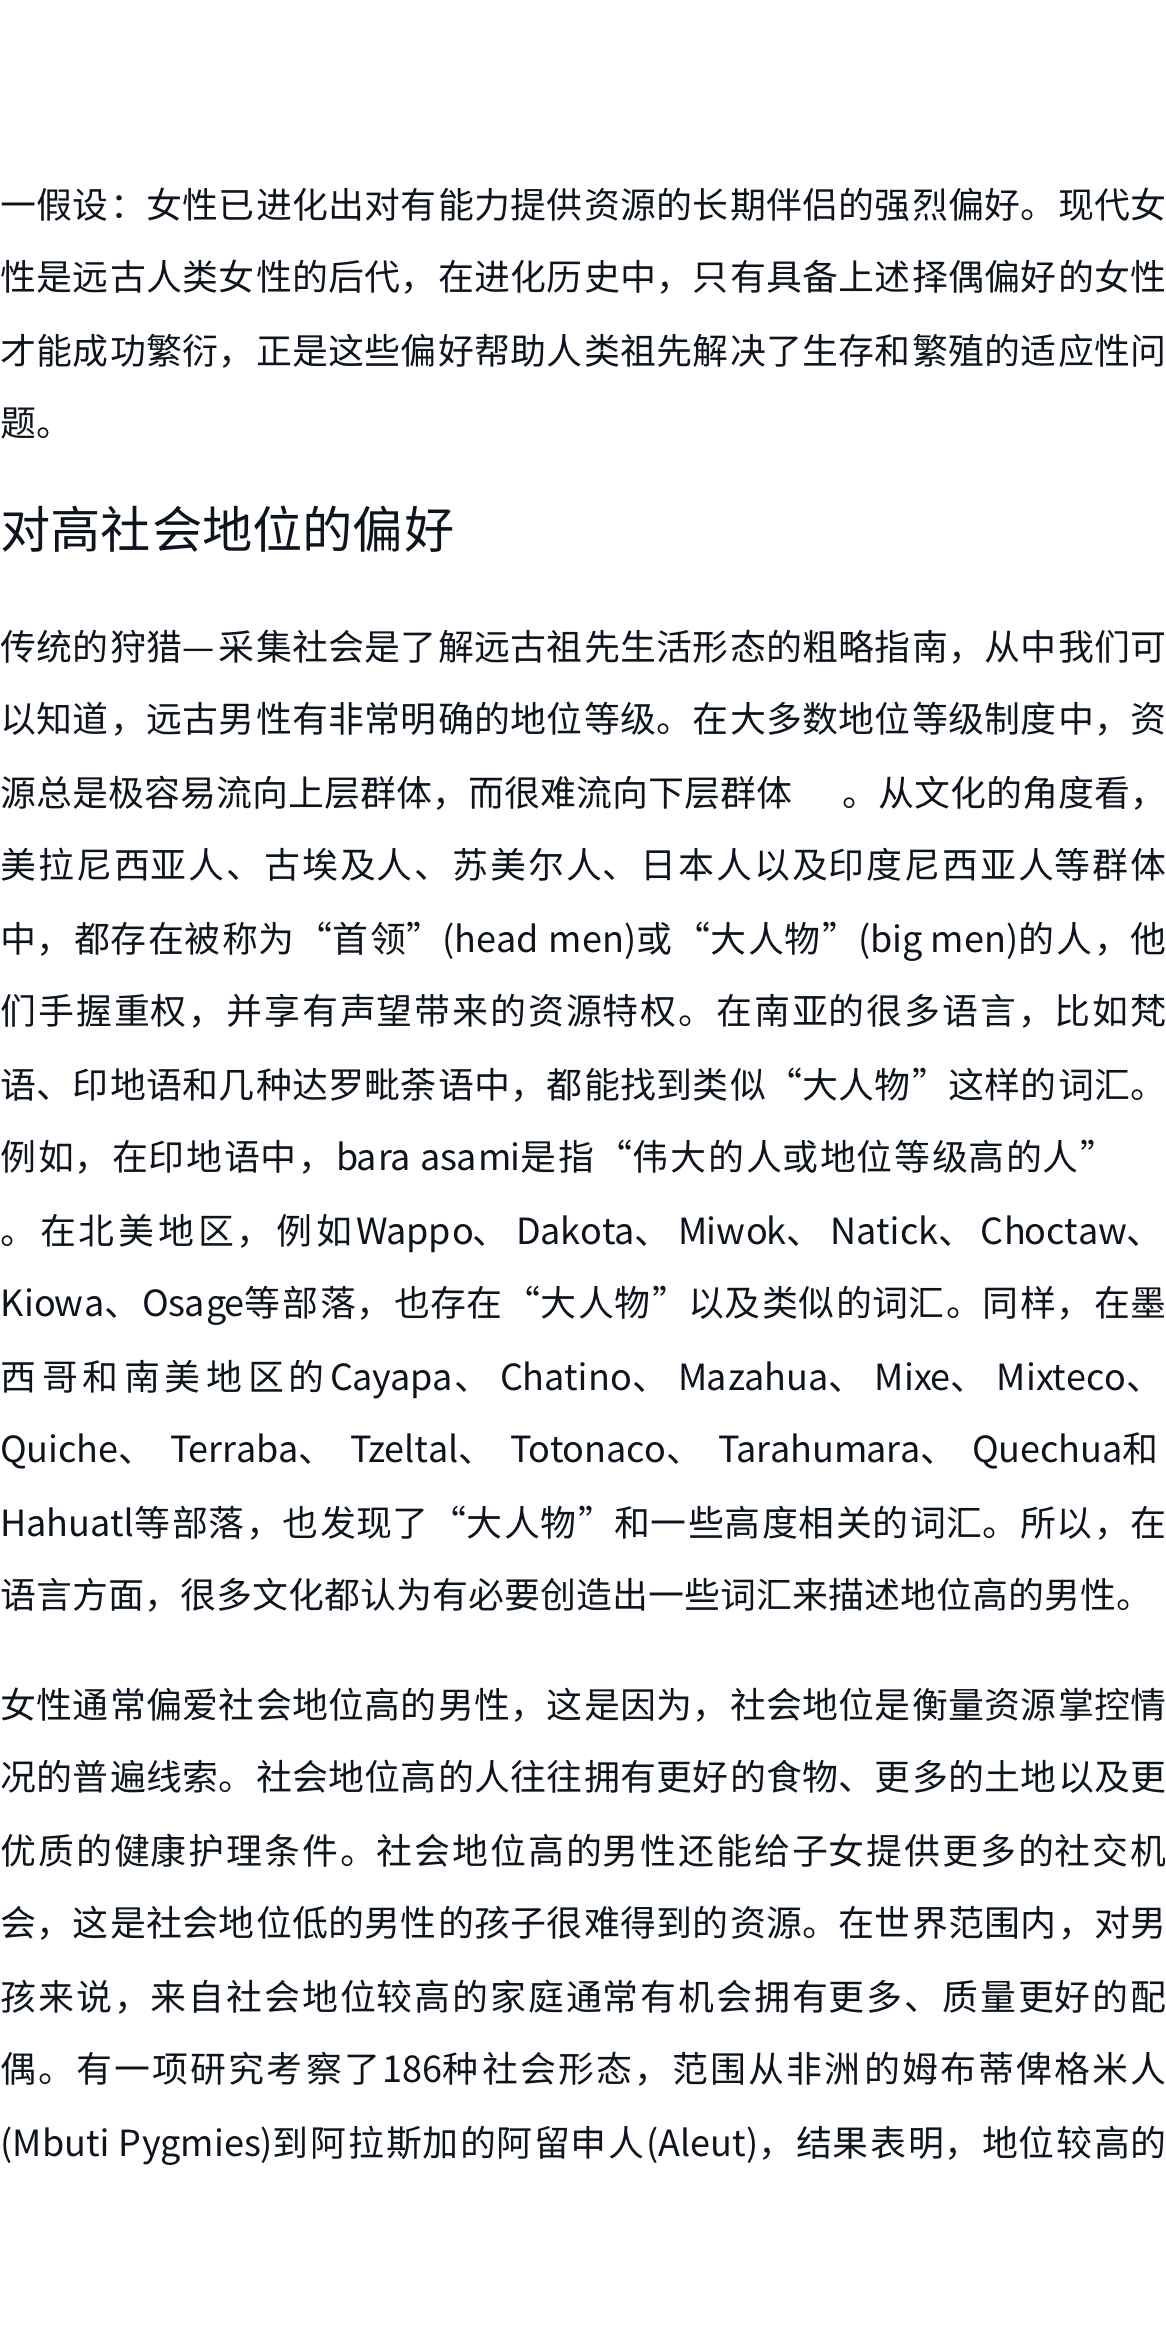 一假设：女性已进化出对有能力提供资源的长期伴侣的强烈偏好。现代女
性是远古人类女性的后代，在进化历史中，只有具备上述择偶偏好的女性
才能成功繁衍，正是这些偏好帮助人类祖先解决了生存和繁殖的适应性问
题。
对高社会地位的偏好
传统的狩猎—采集社会是了解远古祖先生活形态的粗略指南，从中我们可
以知道，远古男性有非常明确的地位等级。在大多数地位等级制度中，资
源总是极容易流向上层群体，而很难流向下层群体 。从文化的角度看，
美拉尼西亚人、古埃及人、苏美尔人、日本人以及印度尼西亚人等群体
中，都存在被称为“首领”(head men)或“大人物”(big men)的人，他
们手握重权，并享有声望带来的资源特权。在南亚的很多语言，比如梵
语、印地语和几种达罗毗荼语中，都能找到类似“大人物”这样的词汇。
例如，在印地语中，bara asami是指“伟大的人或地位等级高的人”
。在北美地区，例如Wappo、Dakota、Miwok、Natick、Choctaw、
Kiowa、Osage等部落，也存在“大人物”以及类似的词汇。同样，在墨
西哥和南美地区的Cayapa、Chatino、Mazahua、Mixe、Mixteco、
Quiche、Terraba、Tzeltal、Totonaco、Tarahumara、Quechua和
Hahuatl等部落，也发现了“大人物”和一些高度相关的词汇。所以，在
语言方面，很多文化都认为有必要创造出一些词汇来描述地位高的男性。
女性通常偏爱社会地位高的男性，这是因为，社会地位是衡量资源掌控情
况的普遍线索。社会地位高的人往往拥有更好的食物、更多的土地以及更
优质的健康护理条件。社会地位高的男性还能给子女提供更多的社交机
会，这是社会地位低的男性的孩子很难得到的资源。在世界范围内，对男
孩来说，来自社会地位较高的家庭通常有机会拥有更多、质量更好的配
偶。有一项研究考察了186种社会形态，范围从非洲的姆布蒂俾格米人
(Mbuti Pygmies)到阿拉斯加的阿留申人(Aleut)，结果表明，地位较高的